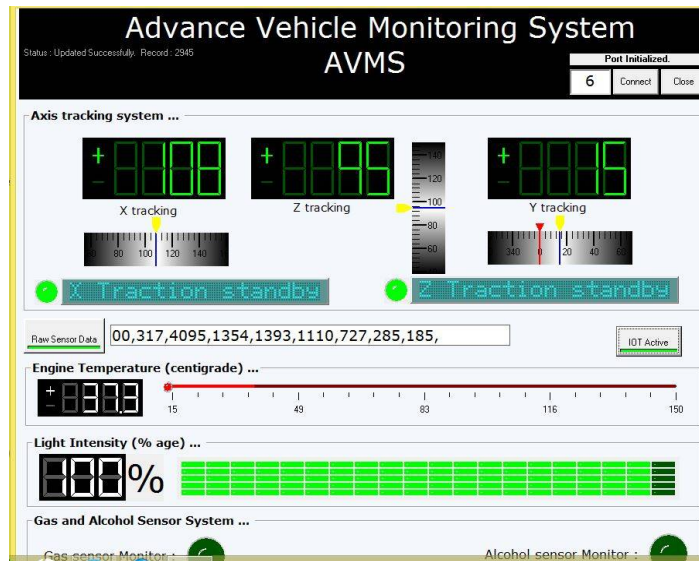 Advance Vehicle Monitoring System
Status : Updated Successfully. Record : 2945
AVMS
Port Initialized.
6 Connect Close
Axis tracking system ...
+ 108 + 95 + 15
140
120
100
60
X tracking Z tracking Y tracking
80 100 120 140
340 0 20 40 60
X Traction standby Z Traction standby
Raw Sensor Data 00,317,4095,1354,1393,1110,727,285,185, IOT Active
Engine Temperature (centigrade) ...
+ 37.3
15 49 83 116 150
Light Intensity (% age) ...
100%
Gas and Alcohol Sensor System ...
Gas sensor Monitor : Alcohol sensor Monitor :